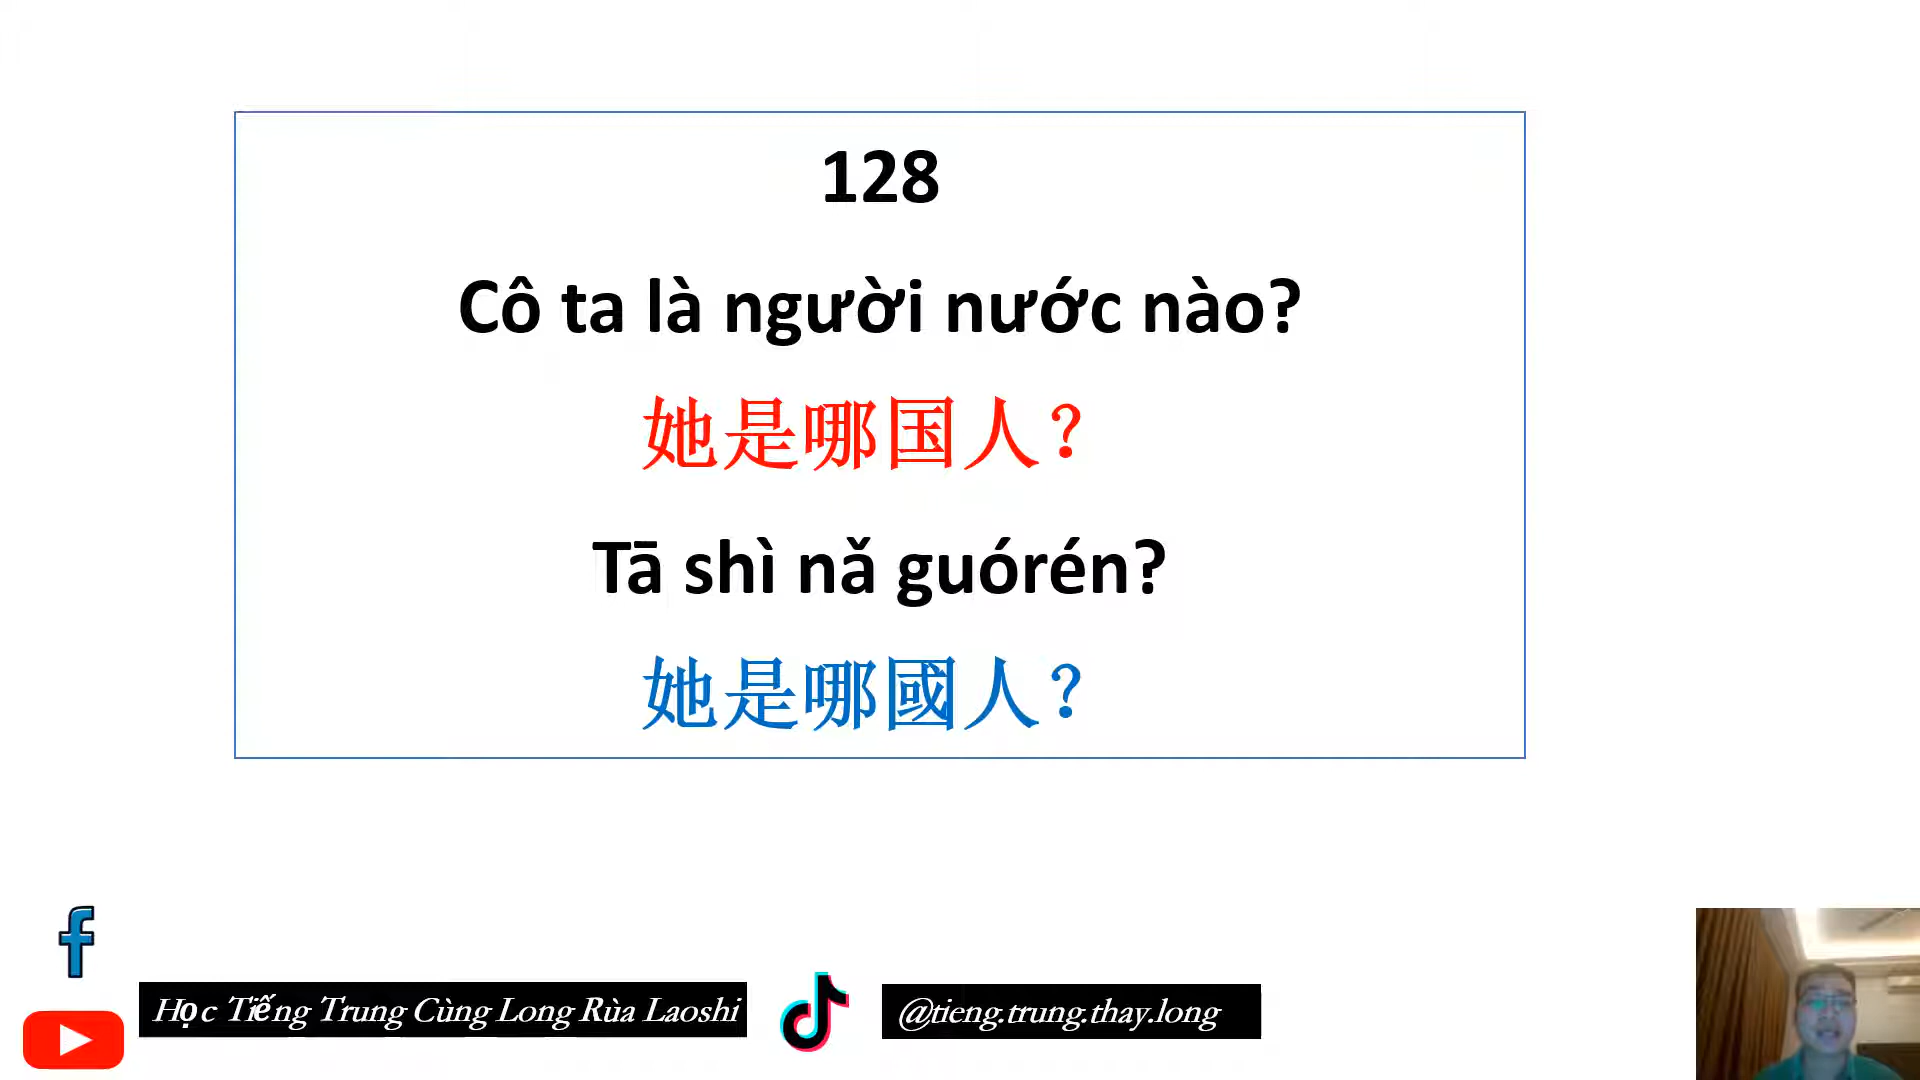 128
Cô ta là người nước nào?
她是哪国人？
Tā shì nǎ guórén?
她是哪國人？
Học Tiếng Trung Cùng Long Rùa Laoshi
@tieng.trung.thay.long